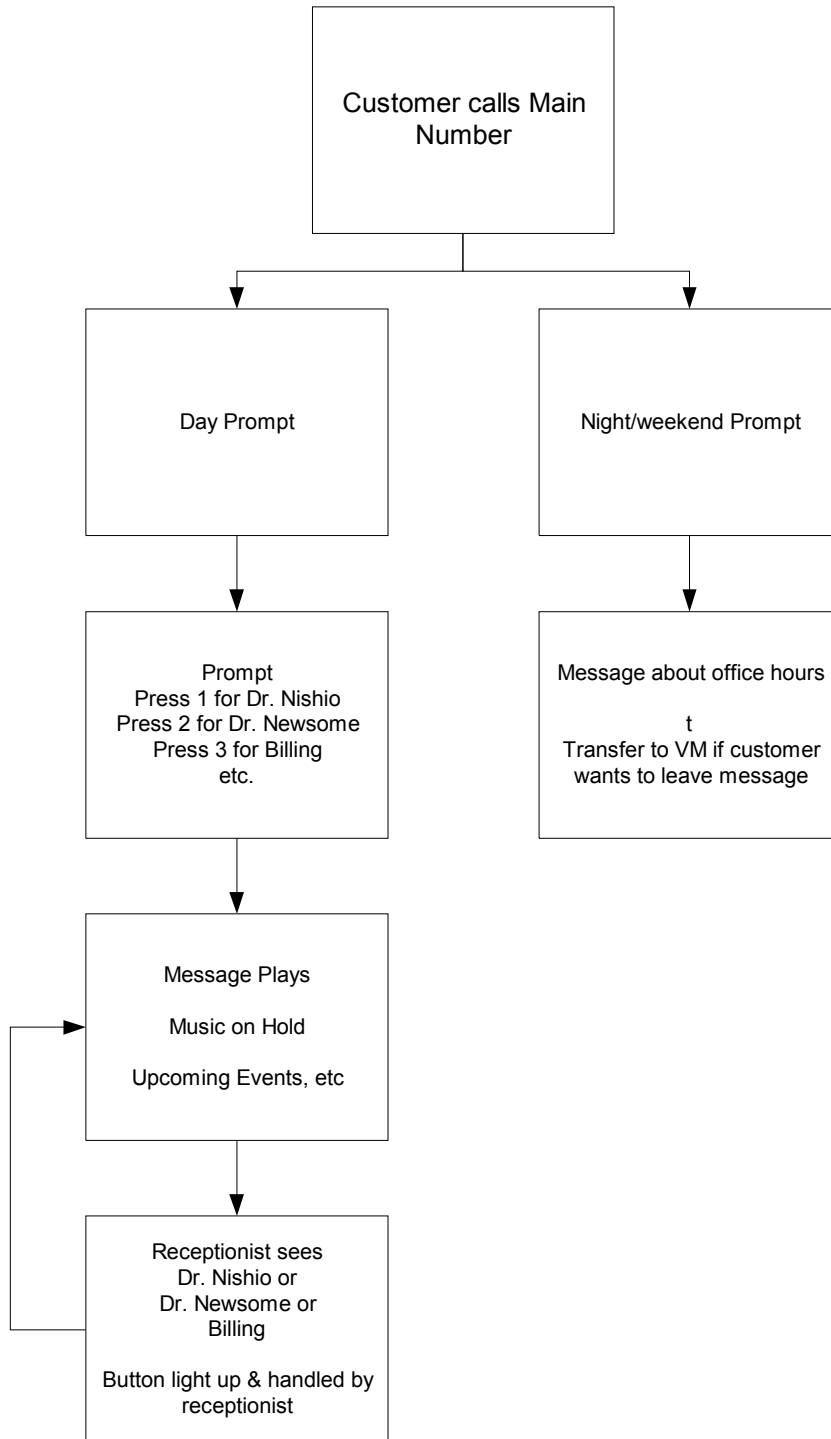 Customer calls Main
Number
Day Prompt
Night/weekend Prompt
Prompt
Press 1 for Dr. Nishio
Press 2 for Dr. Newsome
Press 3 for Billing
etc.
Message about office hours
t
Transfer to VM if customer
wants to leave message
Message Plays
Music on Hold
Upcoming Events, etc
Receptionist sees
Dr. Nishio or
Dr. Newsome or
Billing
Button light up & handled by
receptionist